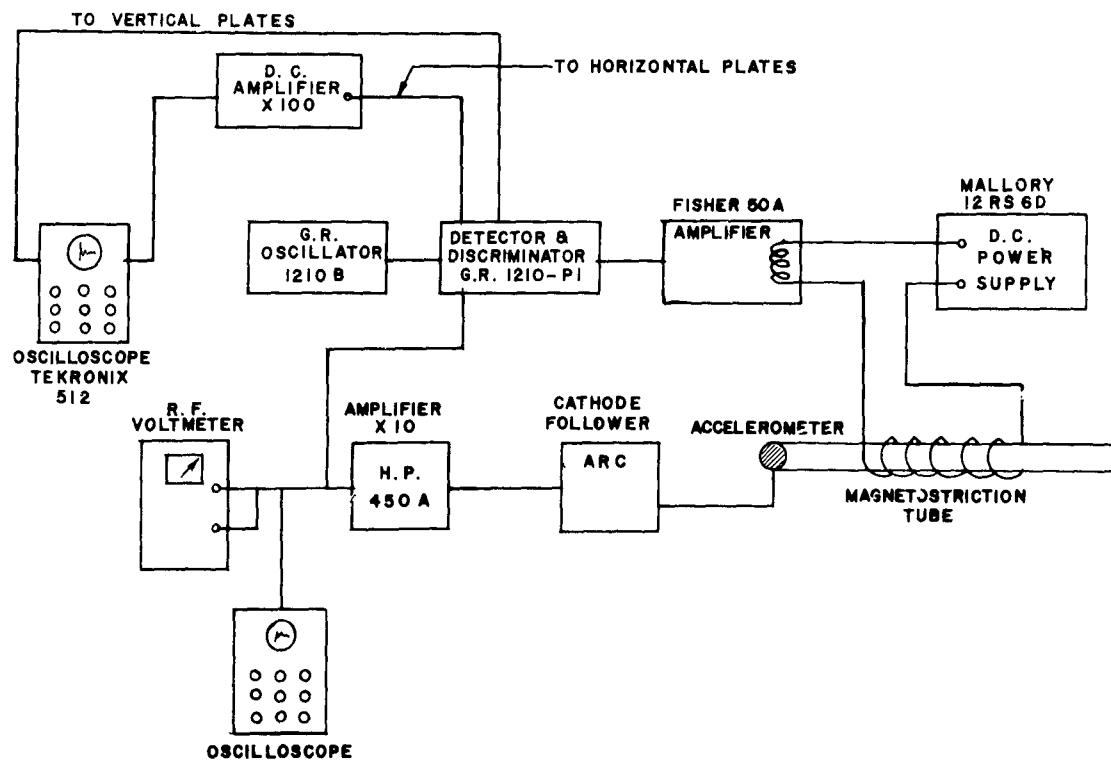 TO VERTICAL PLATES
D. C.
AMPLIFIER
X 100
TO HORIZONTAL PLATES
G.R.
OSCILLATOR
1210 B
DETECTOR &
DISCRIMINATOR
G.R. 1210-P1
FISHER 50A
AMPLIFIER
MALLORY
12 RS 6D
D.C.
POWER
SUPPLY
OSCILLOSCOPE
TEKRONIX
512
R. F.
VOLTMETER
AMPLIFIER
X 10
H.P.
450 A
CATHODE
FOLLOWER
ARC
ACCELEROMETER
MAGNETOSTRICTION
TUBE
OSCILLOSCOPE